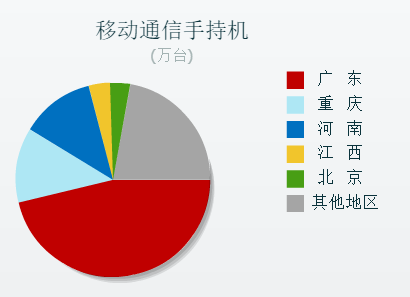 移动通信手持机
(万台)
广 东
重 庆
河 南
江 西
北 京
其他地区